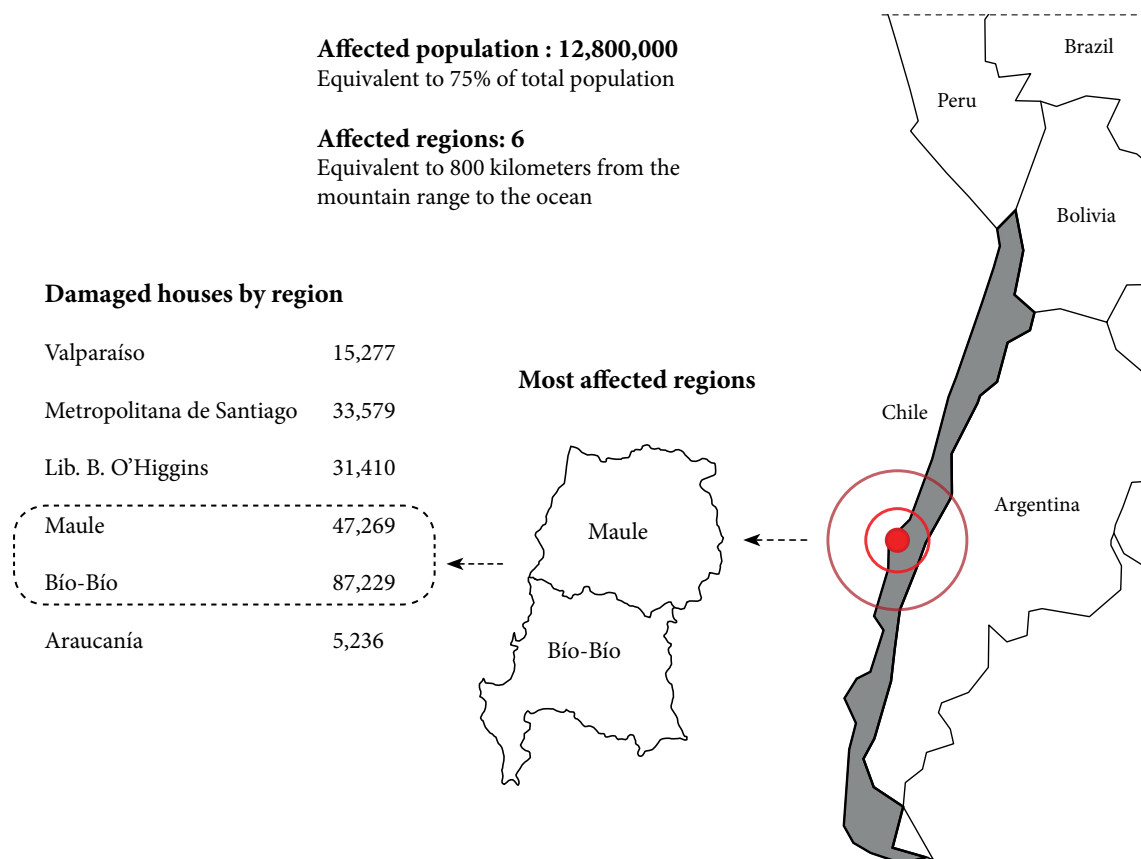 Affected population : 12,800,000
Equivalent to 75% of total population
Affected regions: 6
Equivalent to 800 kilometers from the
mountain range to the ocean
Damaged houses by region
Valparaíso 15,277
Metropolitana de Santiago 33,579
Lib. B. O’Higgins 31,410
Maule 47,269
Bío-Bío 87,229
Araucanía 5,236
Most affected regions
Maule
Bío-Bío
Brazil
Peru
Bolivia
Chile
Argentina